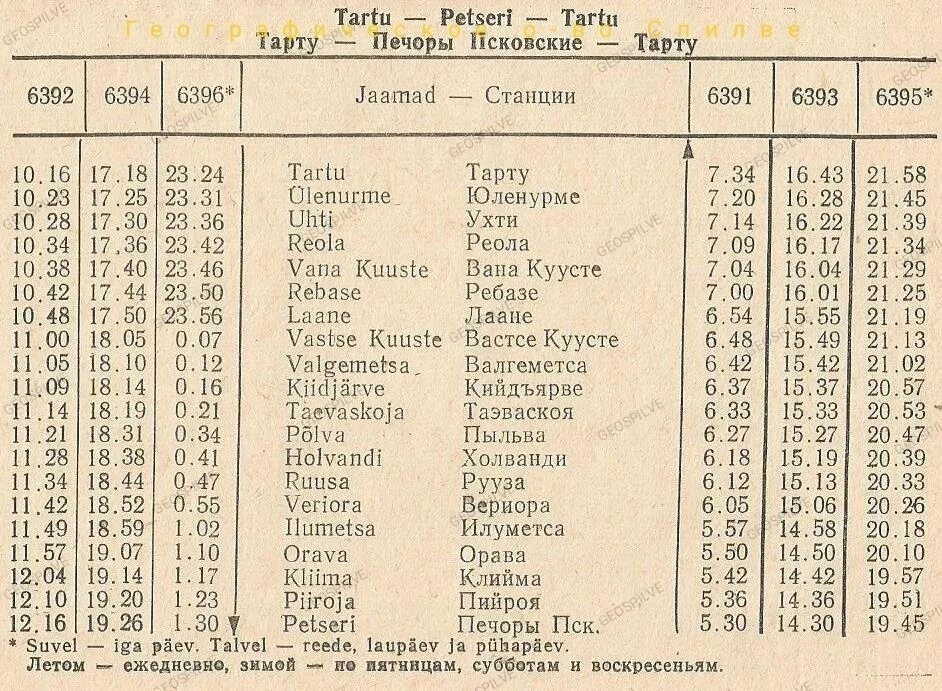 Tartu — Petseri — Tartu
Географическое о-во Спилве
Тарту — Печоры Псковские — Тарту
6392 6394 6396* Jaamad — Станции 6391 6393 6395*
10.16 17.18 23.24 Tartu Тарту 7.34 16.43 21.58
10.23 17.25 23.31 Ülenurme Юленурме 7.20 16.28 21.45
10.28 17.30 23.36 Uhti Ухти 7.14 16.22 21.39
10.34 17.36 23.42 Reola Реола 7.09 16.17 21.34
10.38 17.40 23.46 Vana Kuuste Вана Куусте 7.04 16.04 21.29
10.42 17.44 23.50 Rebase Ребазе 7.00 16.01 21.25
10.48 17.50 23.56 Laane Лаане 6.54 15.55 21.19
11.00 18.05 0.07 Vastse Kuuste Вастсе Куусте 6.48 15.49 21.13
11.05 18.10 0.12 Valgemetsa Валгеметса 6.42 15.42 21.02
11.09 18.14 0.16 Kiidjärve Кийдъярве 6.37 15.37 20.57
11.14 18.19 0.21 Taevaskoja Таэваскоя 6.33 15.33 20.53
11.21 18.31 0.34 Põlva Пыльва 6.27 15.27 20.47
11.28 18.38 0.41 Holvandi Холванди 6.18 15.19 20.39
11.34 18.44 0.47 Ruusa Рууза 6.12 15.13 20.33
11.42 18.52 0.55 Veriora Вериора 6.05 15.06 20.26
11.49 18.59 1.02 Ilumetsa Илуметса 5.57 14.58 20.18
11.57 19.07 1.10 Orava Орава 5.50 14.50 20.10
12.04 19.14 1.17 Kliima Клийма 5.42 14.42 19.57
12.10 19.20 1.23 Piiroja Пийроя 5.36 14.36 19.51
12.16 19.26 1.30 Petseri Печоры Пск. 5.30 14.30 19.45
* Suvel — iga päev. Talvel — reede, laupäev ja pühapäev.
Летом — ежедневно, зимой — по пятницам, субботам и воскресеньям.
GEOSPILVE